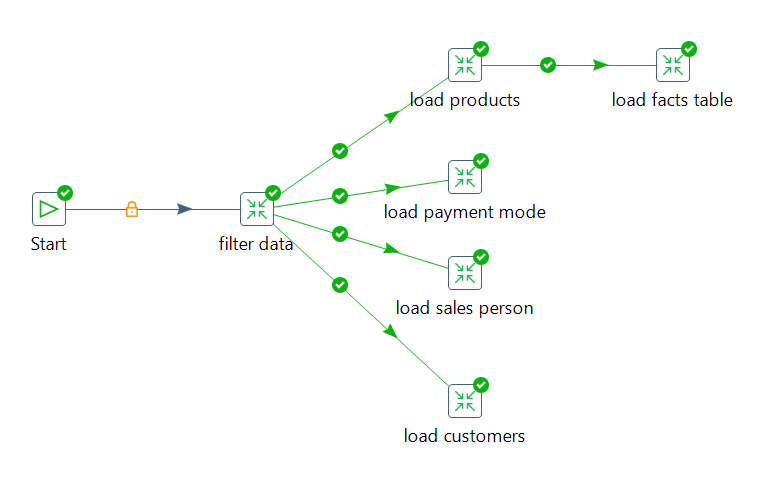 load products
load facts table
load payment mode
Start
filter data
load sales person
load customers